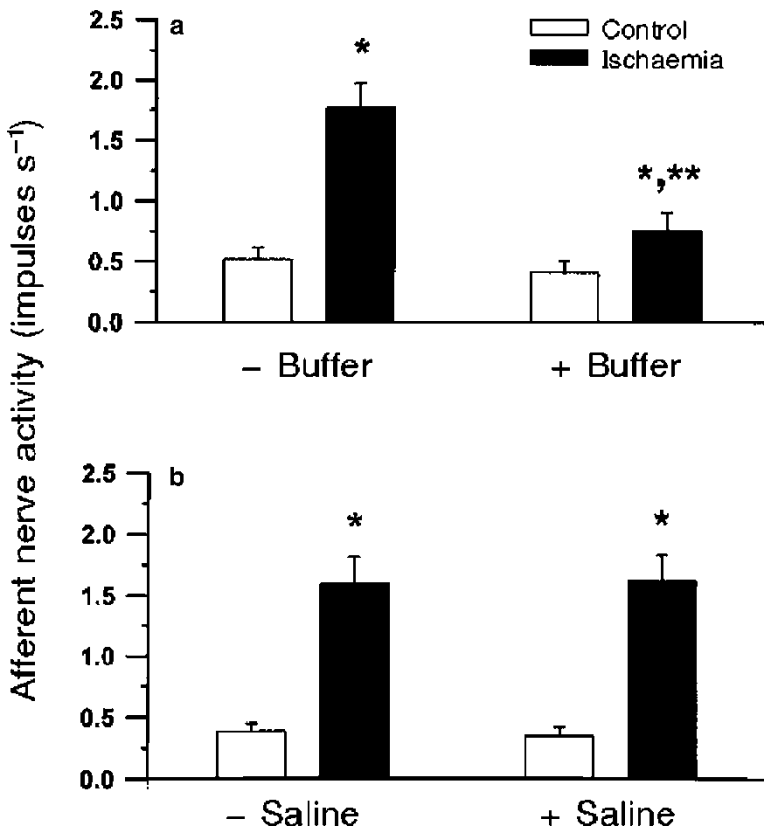 Afferent nerve activity (impulses s⁻¹)
a
Control
Ischaemia
2.5
2.0
1.5
1.0
0.5
0.0
*
*,**
− Buffer
+ Buffer
b
2.5
2.0
1.5
1.0
0.5
0.0
*
*
− Saline
+ Saline